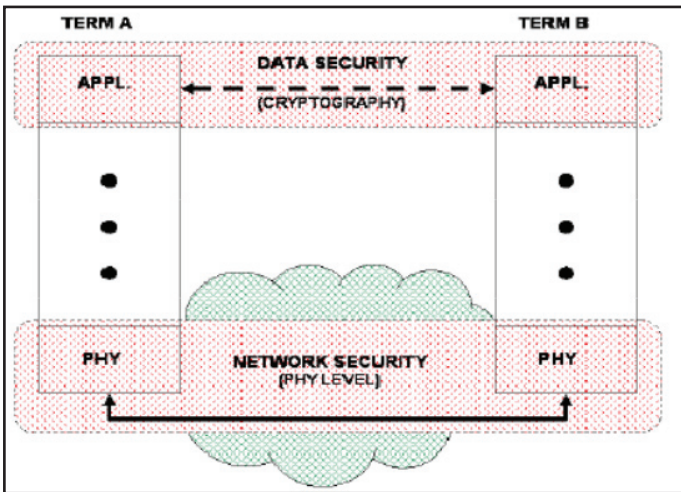 TERM A
TERM B
DATA SECURITY
APPL.
APPL.
(CRYPTOGRAPHY)
PHY
NETWORK SECURITY
PHY
(PHY LEVEL)